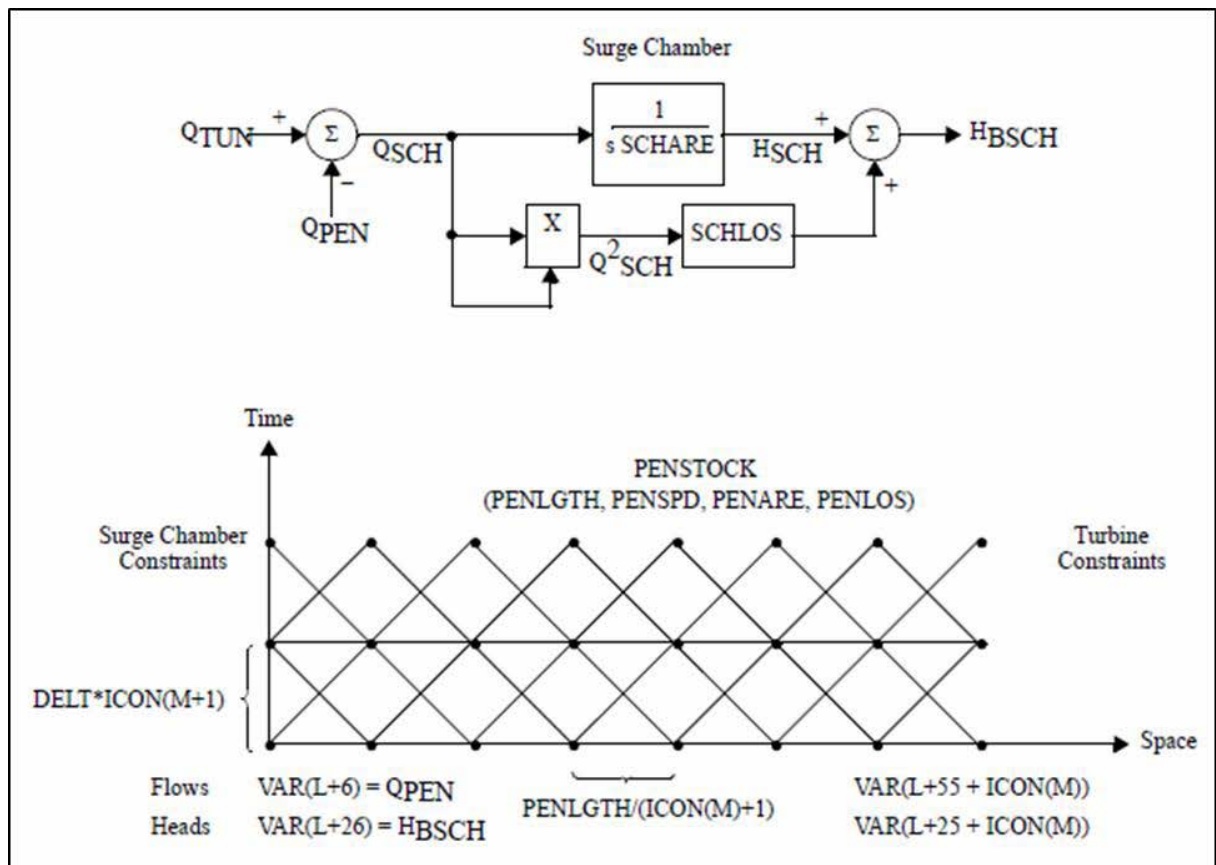 Surge Chamber
QTUN
+
Σ
−
QPEN
QSCH
1
s SCHARE
HSCH
+
Σ
+
HBSCH
X
Q²SCH
SCHLOS
Time
PENSTOCK
(PENLGTH, PENSPD, PENARE, PENLOS)
Surge Chamber
Constraints
Turbine
Constraints
DELT*ICON(M+1)
Space
Flows VAR(L+6) = QPEN
PENLGTH/(ICON(M)+1)
VAR(L+55 + ICON(M))
Heads VAR(L+26) = HBSCH
VAR(L+25 + ICON(M))